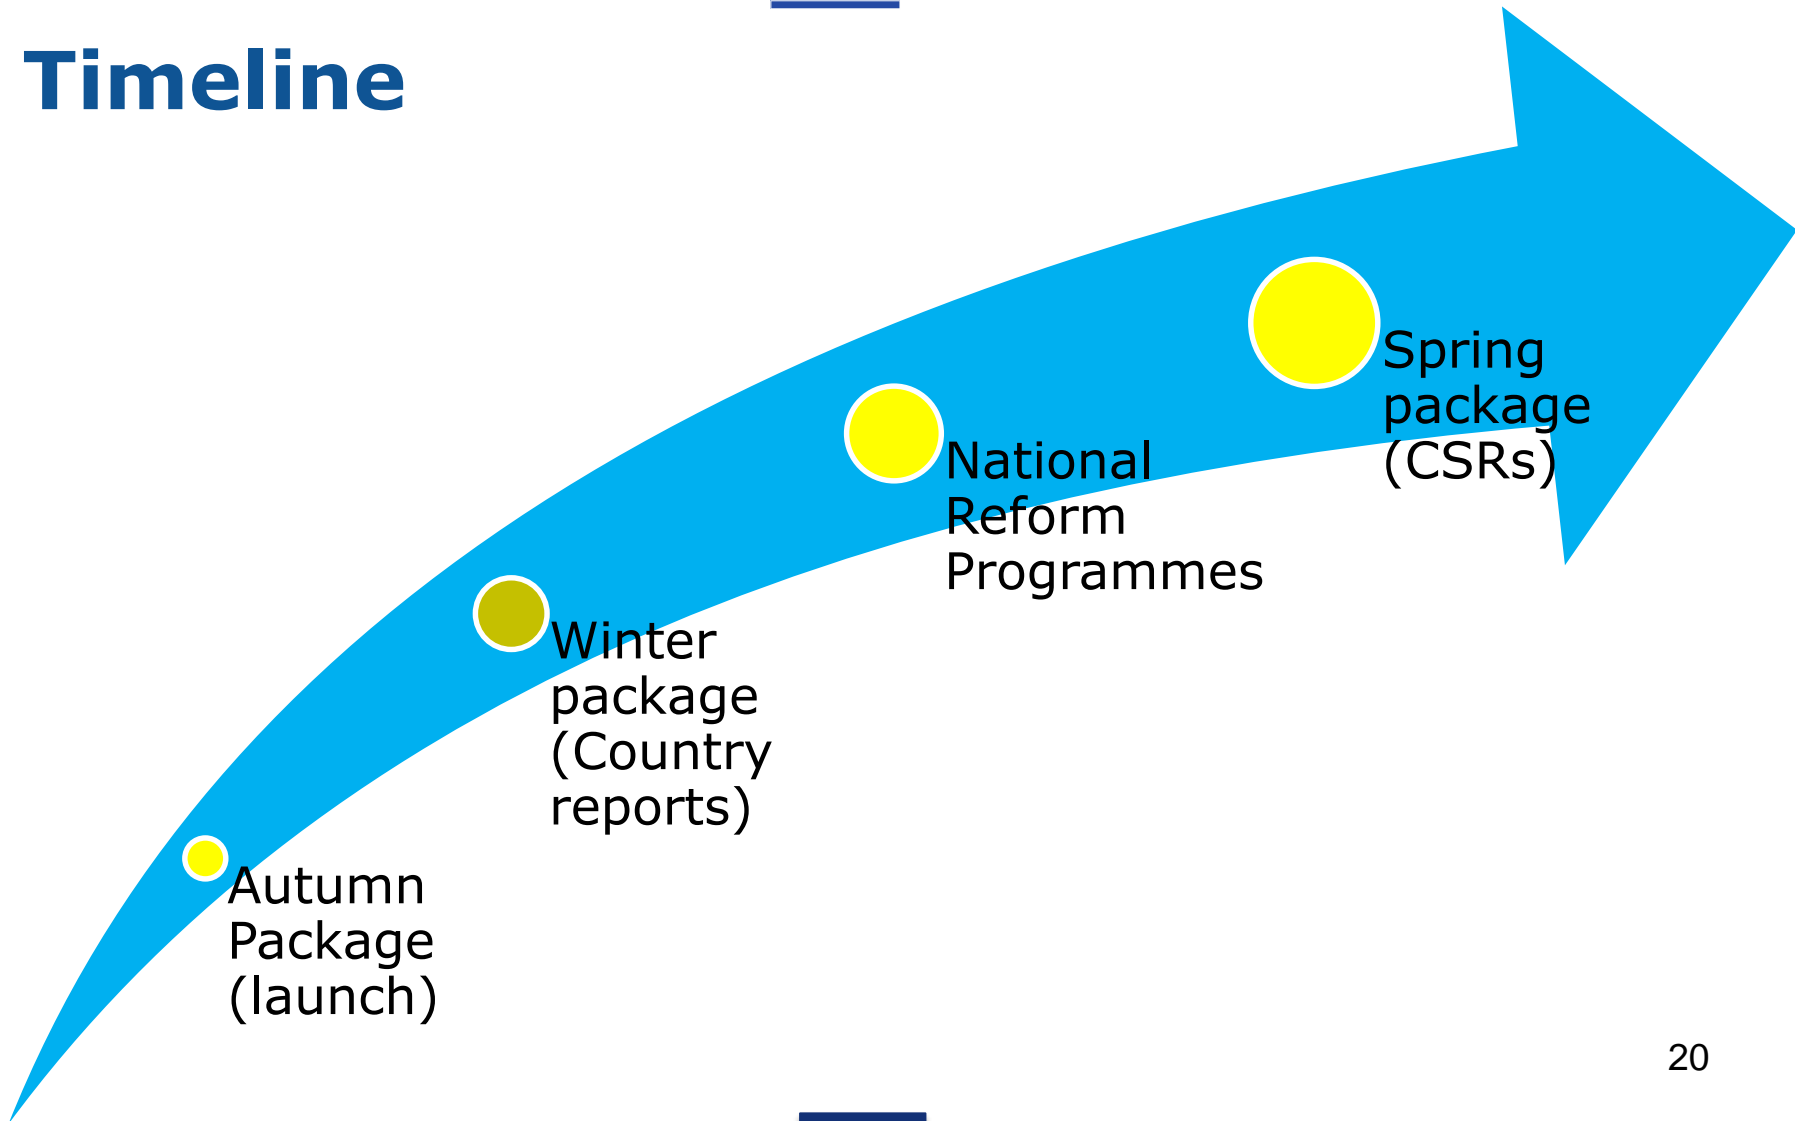 Timeline
Autumn
Package
(launch)
Winter
package
(Country
reports)
National
Reform
Programmes
Spring
package
(CSRs)
20